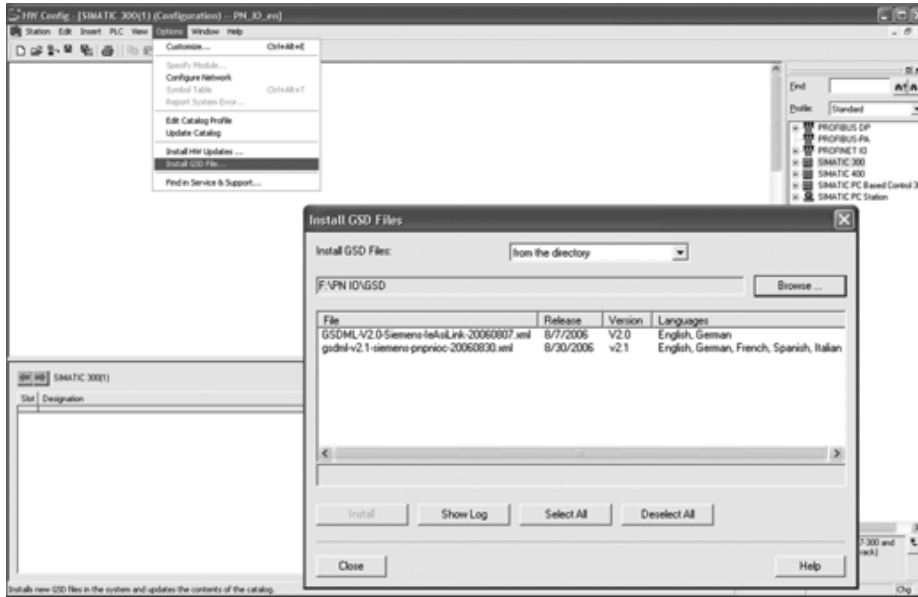 HW Config - [SIMATIC 300(1) (Configuration) -- PN_IO_en]
Station Edit Insert PLC View Options Window Help
Customize... Ctrl+Alt+E
Specify Module...
Configure Network
Symbol Table Ctrl+Alt+T
Report System Error...
Edit Catalog Profile
Update Catalog
Install HW Updates ...
Install GSD File...
Find in Service & Support...
Find:
Profile: Standard
PROFIBUS DP
PROFIBUS-PA
PROFINET IO
SIMATIC 300
SIMATIC 400
SIMATIC PC Based Control 3
SIMATIC PC Station
Install GSD Files
Install GSD Files: from the directory
F:\PN IO\GSD Browse ...
File Release Version Languages
GSDML-V2.0-Siemens-IeAsiLink-20060807.xml 8/7/2006 V2.0 English, German
gsdml-v2.1-siemens-pnpnioc-20060830.xml 8/30/2006 v2.1 English, German, French, Spanish, Italian
Install Show Log Select All Deselect All
Close Help
SIMATIC 300(1)
Slot Designation
7-300 and
rack)
Installs new GSD files in the system and updates the contents of the catalog. Chg